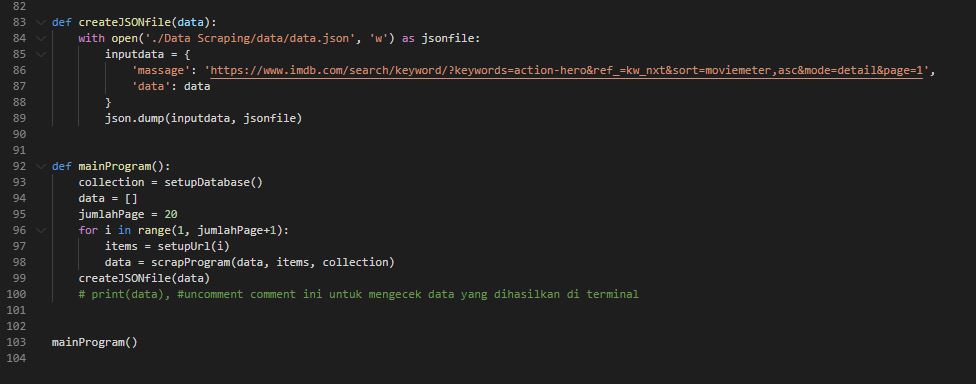 82
83 def createJSONfile(data):
84     with open('./Data Scraping/data/data.json', 'w') as jsonfile:
85         inputdata = {
86             'massage': 'https://www.imdb.com/search/keyword/?keywords=action-hero&ref_=kw_nxt&sort=moviemeter,asc&mode=detail&page=1',
87             'data': data
88         }
89         json.dump(inputdata, jsonfile)
90
91
92 def mainProgram():
93     collection = setupDatabase()
94     data = []
95     jumlahPage = 20
96     for i in range(1, jumlahPage+1):
97         items = setupUrl(i)
98         data = scrapProgram(data, items, collection)
99     createJSONfile(data)
100     # print(data), #uncomment comment ini untuk mengecek data yang dihasilkan di terminal
101
102
103 mainProgram()
104